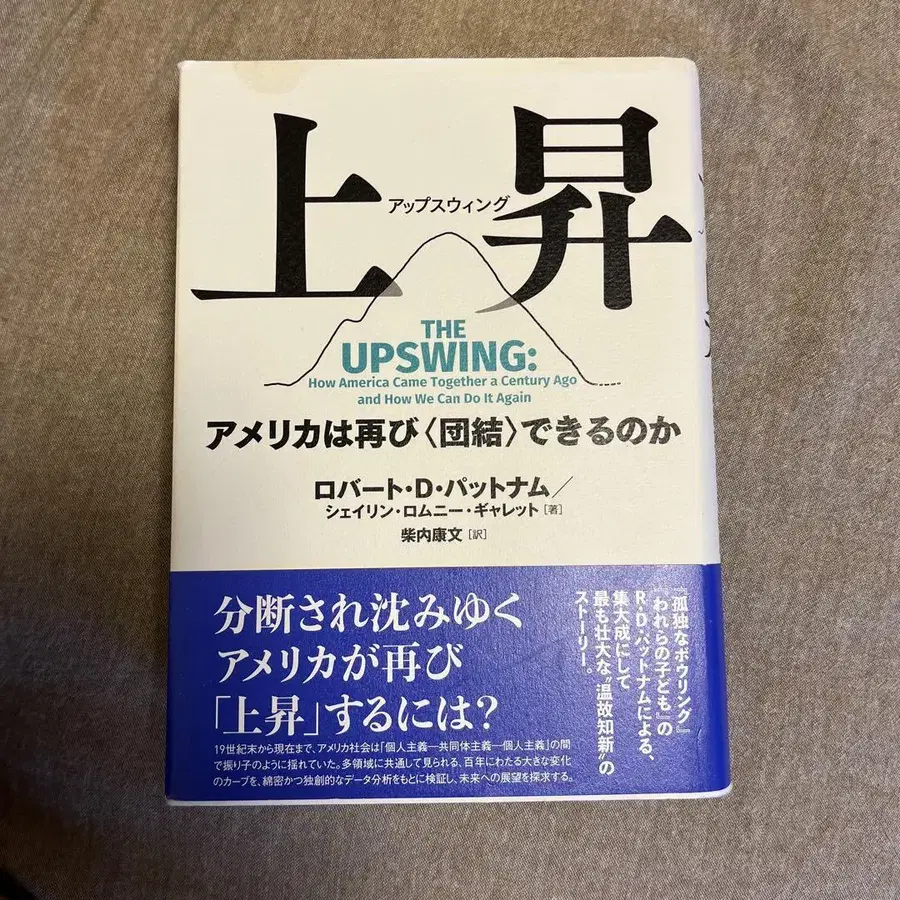 上昇
アップスウィング
THE
UPSWING:
How America Came Together a Century Ago
and How We Can Do It Again
アメリカは再び〈団結〉できるのか
ロバート・D・パットナム／
シェイリン・ロムニー・ギャレット［著］
柴内康文［訳］
『孤独なボウリング』
『われらの子ども』の
R・D・パットナムによる、
集大成にして
最も壮大な〝温故知新〟の
ストーリー。
分断され沈みゆく
アメリカが再び
「上昇」するには？
19世紀末から現在まで、アメリカ社会は「個人主義―共同体主義―個人主義」の間
で振り子のように揺れていた。多領域に共通して見られる、百年にわたる大きな変化
のカーブを、綿密かつ独創的なデータ分析をもとに検証し、未来への展望を探求する。